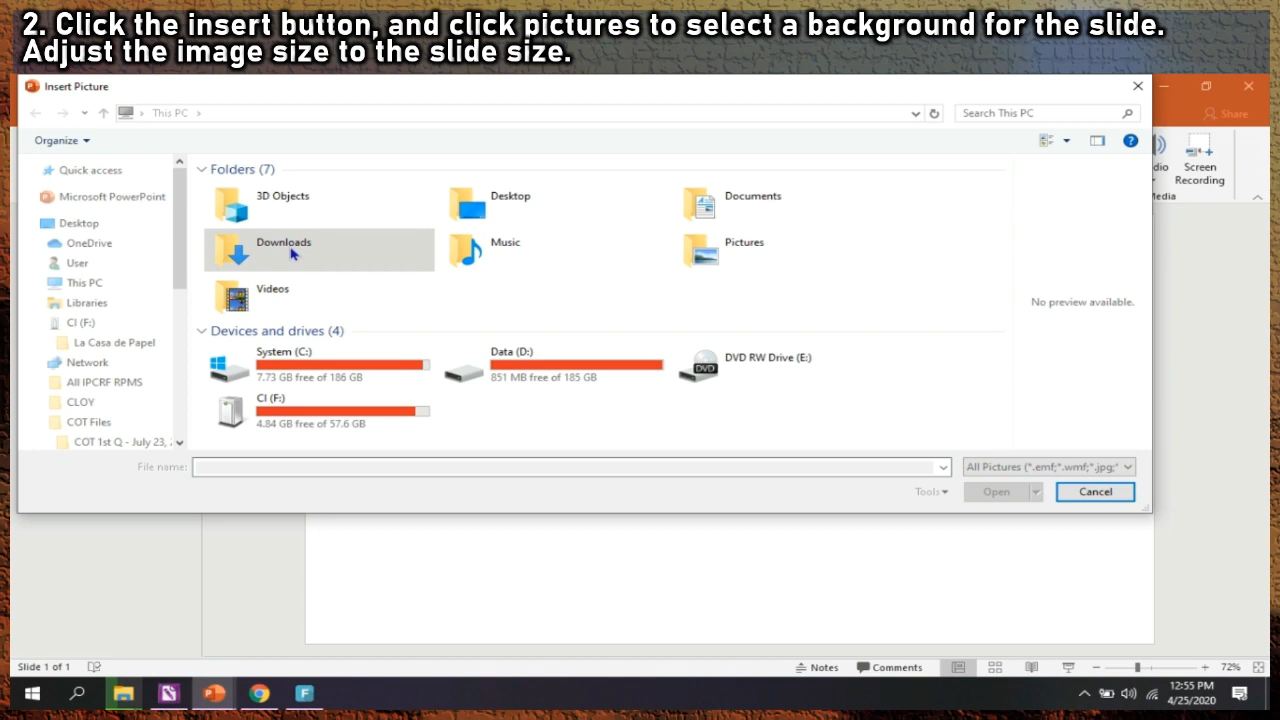 2. Click the insert button, and click pictures to select a background for the slide.
Adjust the image size to the slide size.
Insert Picture
This PC
Search This PC
Share
Organize
Quick access
Microsoft PowerPoint
Desktop
OneDrive
User
This PC
Libraries
CI (F:)
La Casa de Papel
Network
All IPCRF RPMS
CLOY
COT Files
COT 1st Q - July 23, 2
Folders (7)
3D Objects
Desktop
Documents
Downloads
Music
Pictures
Videos
Devices and drives (4)
System (C:)
7.73 GB free of 186 GB
Data (D:)
851 MB free of 185 GB
DVD RW Drive (E:)
DVD
CI (F:)
4.84 GB free of 57.6 GB
No preview available.
dio
Screen
Recording
Media
File name:
All Pictures (*.emf;*.wmf;*.jpg;*
Tools
Open
Cancel
Slide 1 of 1
Notes
Comments
72%
12:55 PM
4/25/2020